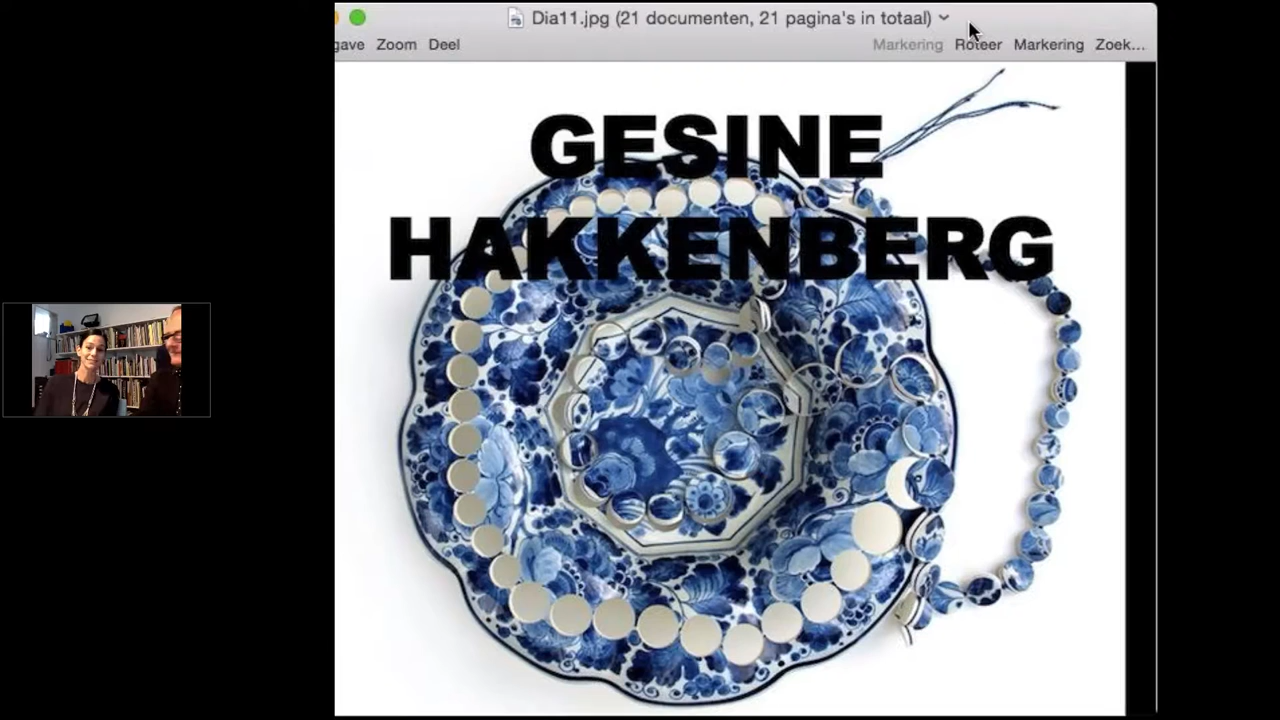 Dia11.jpg (21 documenten, 21 pagina's in totaal)
gave Zoom Deel Markering Roteer Markering Zoek...
GESINE
HAKKENBERG